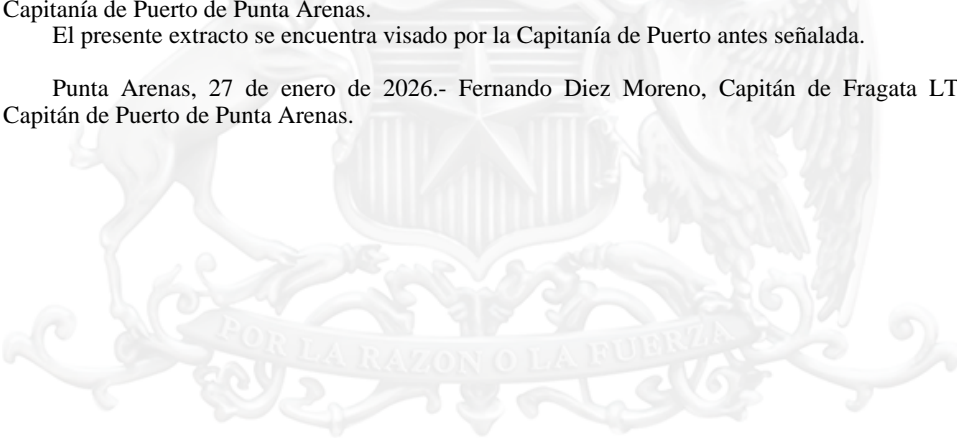 Capitanía de Puerto de Punta Arenas.
El presente extracto se encuentra visado por la Capitanía de Puerto antes señalada.
Punta Arenas, 27 de enero de 2026.- Fernando Diez Moreno, Capitán de Fragata LT
Capitán de Puerto de Punta Arenas.
POR LA RAZON O LA FUERZA